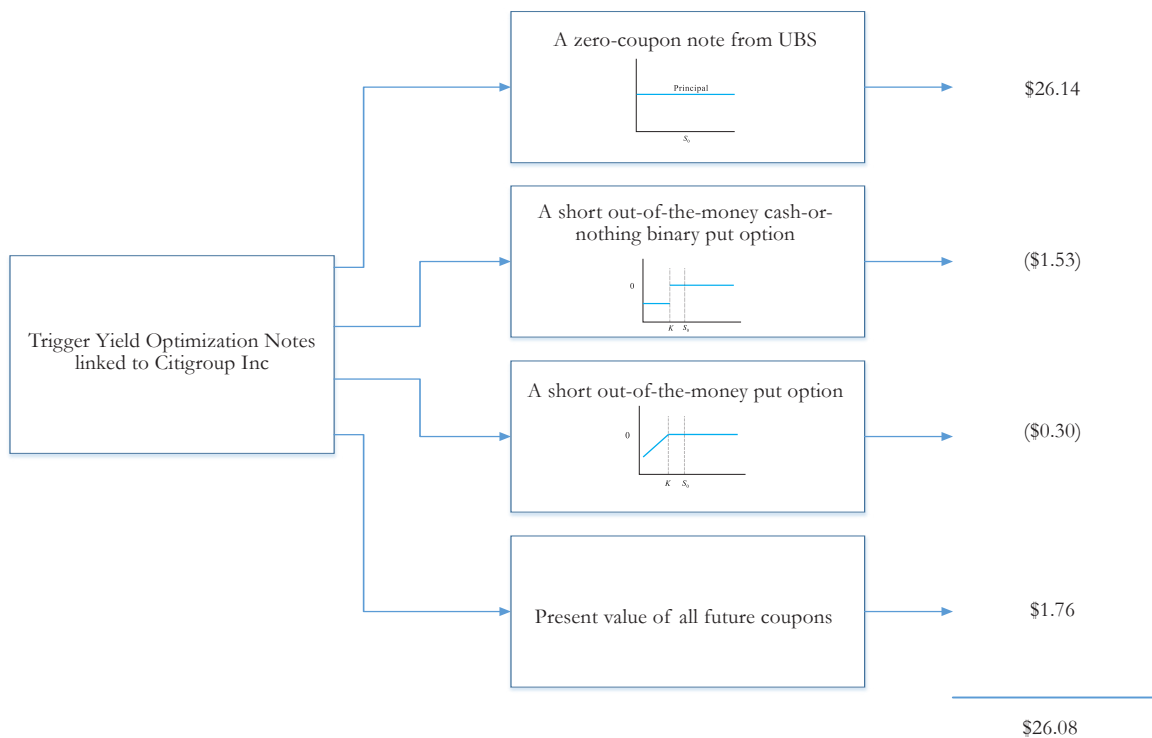 A zero-coupon note from UBS
Principal
S0
$26.14
A short out-of-the-money cash-or-
nothing binary put option
0
K S0
($1.53)
Trigger Yield Optimization Notes
linked to Citigroup Inc
A short out-of-the-money put option
0
K S0
($0.30)
Present value of all future coupons
$1.76
$26.08